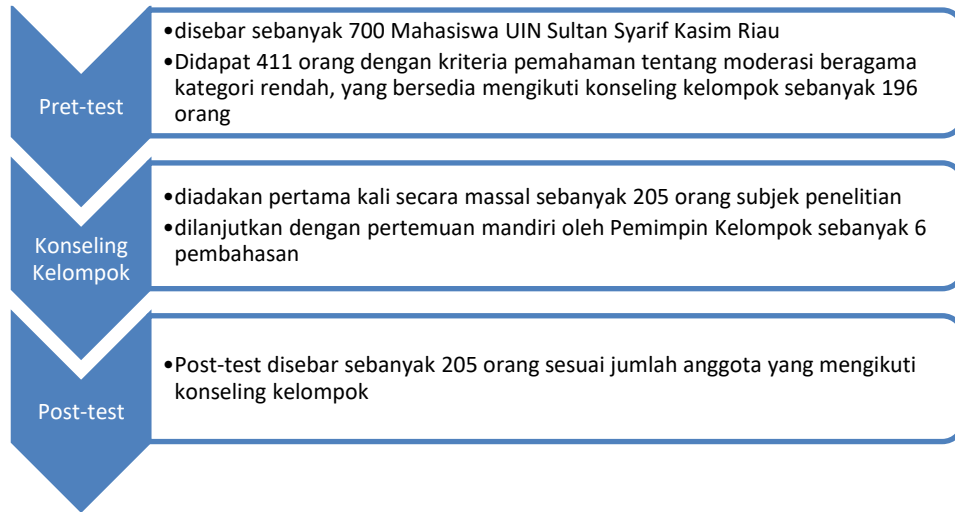 Pret-test
•disebar sebanyak 700 Mahasiswa UIN Sultan Syarif Kasim Riau
•Didapat 411 orang dengan kriteria pemahaman tentang moderasi beragama
kategori rendah, yang bersedia mengikuti konseling kelompok sebanyak 196
orang
Konseling
Kelompok
•diadakan pertama kali secara massal sebanyak 205 orang subjek penelitian
•dilanjutkan dengan pertemuan mandiri oleh Pemimpin Kelompok sebanyak 6
pembahasan
Post-test
•Post-test disebar sebanyak 205 orang sesuai jumlah anggota yang mengikuti
konseling kelompok